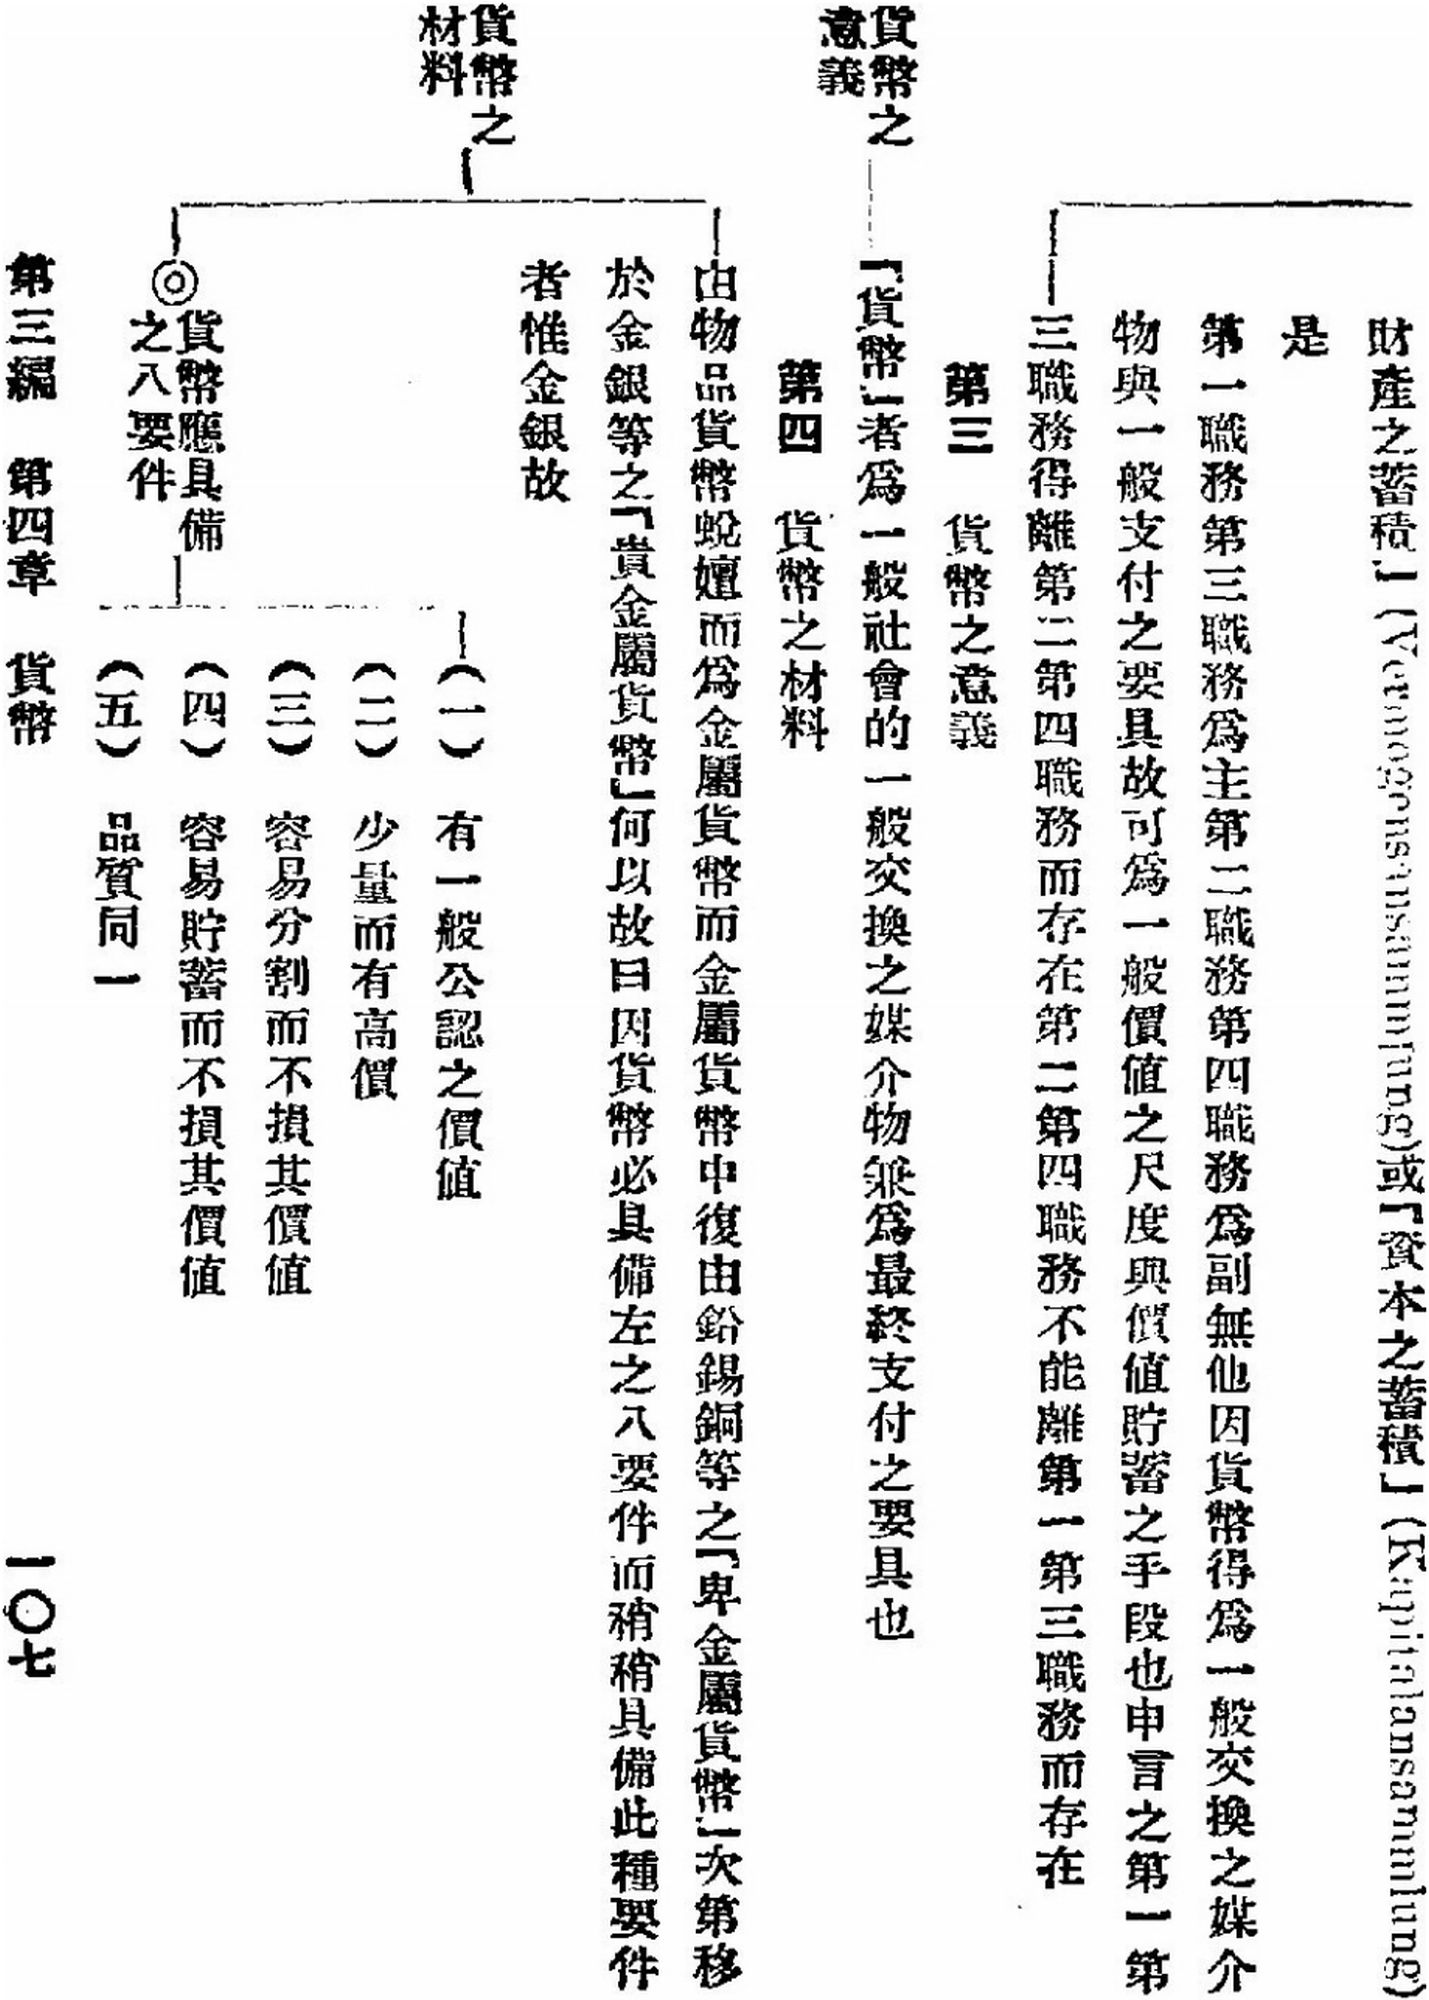 財產之蓄積」(Vermogensansammlung)或「資本之蓄積」(Kapitalansammlung)
是
第一職務第三職務爲主第二職務第四職務爲副無他因貨幣得爲一般交換之媒介
物與一般支付之要具故可爲一般價值之尺度與價值貯蓄之手段也申言之第一第
三職務得離第二第四職務而存在第二第四職務不能離第一第三職務而存在
第三 貨幣之意義
貨幣之
意義
「貨幣」者爲一般社會的一般交換之媒介物兼爲最終支付之要具也
第四 貨幣之材料
貨幣之
材料
由物品貨幣蛻嬗而爲金屬貨幣而金屬貨幣中復由鉛錫銅等之「卑金屬貨幣」次第移
於金銀等之「貴金屬貨幣」何以故曰因貨幣必具備左之八要件而稍稍具備此種要件
者惟金銀故
◎貨幣應具備
之八要件
(一) 有一般公認之價值
(二) 少量而有高價
(三) 容易分割而不損其價值
(四) 容易貯蓄而不損其價值
(五) 品質同一
第三編 第四章 貨幣 一〇七